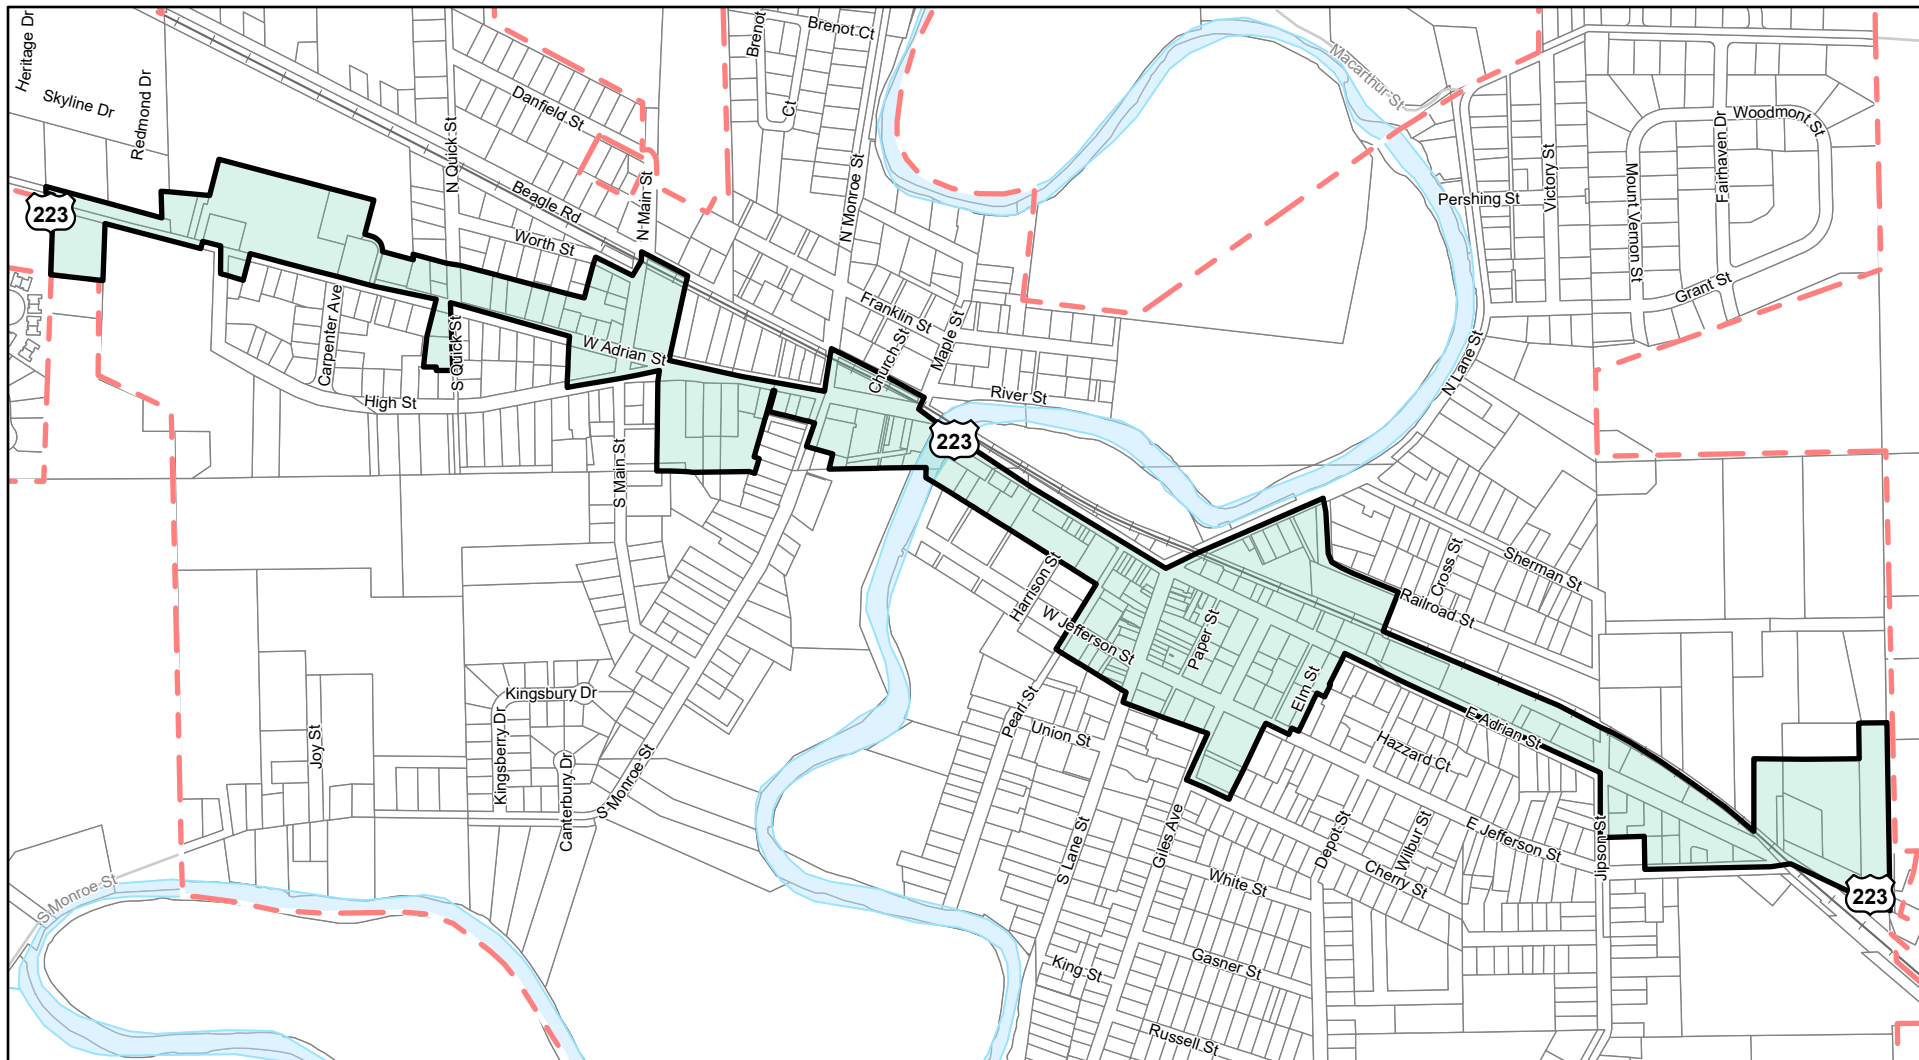 Heritage Dr
Skyline Dr
Redmond Dr
Danfield St
N Quick St
Beagle Rd
Worth St
N Main St
Brenot
Brenot Ct
Ct
N Monroe St
Macarthur St
Pershing St
Victory St
Mount Vernon St
Fairhaven Dr
Woodmont St
Grant St
223
Carpenter Ave
High St
S Quick St
W Adrian St
Franklin St
Church St
Maple St
River St
N Lane St
223
S Main St
Harrison St
W Jefferson St
Paper St
Elm St
Cross St
Sherman St
Railroad St
Kingsbury Dr
Kingsberry Dr
Canterbury Dr
Joy St
S Monroe St
Pearl St
Union St
E Adrian St
Hazzard Ct
S Lane St
Giles Ave
Depot St
Wilbur St
E Jefferson St
Jipson St
Cherry St
White St
223
S Monroe St
King St
Gasner St
Russell St